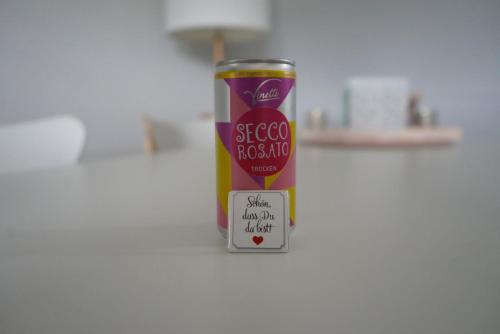 Vinetti
SECCO
ROSATO
TROCKEN
Schön,
dass Du
da bist!